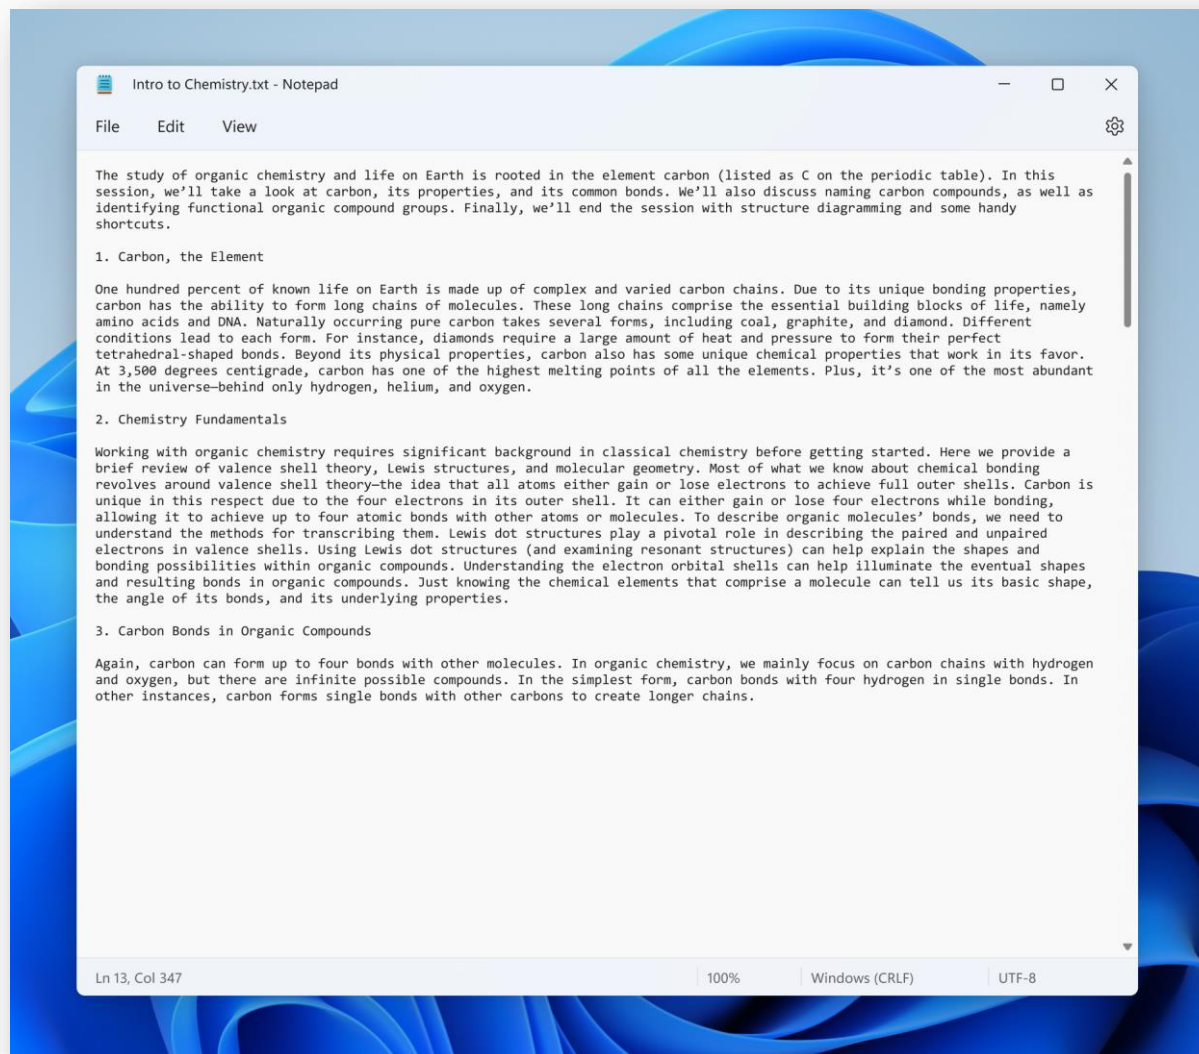 Intro to Chemistry.txt - Notepad
File Edit View
The study of organic chemistry and life on Earth is rooted in the element carbon (listed as C on the periodic table). In this
session, we’ll take a look at carbon, its properties, and its common bonds. We’ll also discuss naming carbon compounds, as well as
identifying functional organic compound groups. Finally, we’ll end the session with structure diagramming and some handy
shortcuts.
1. Carbon, the Element
One hundred percent of known life on Earth is made up of complex and varied carbon chains. Due to its unique bonding properties,
carbon has the ability to form long chains of molecules. These long chains comprise the essential building blocks of life, namely
amino acids and DNA. Naturally occurring pure carbon takes several forms, including coal, graphite, and diamond. Different
conditions lead to each form. For instance, diamonds require a large amount of heat and pressure to form their perfect
tetrahedral-shaped bonds. Beyond its physical properties, carbon also has some unique chemical properties that work in its favor.
At 3,500 degrees centigrade, carbon has one of the highest melting points of all the elements. Plus, it’s one of the most abundant
in the universe—behind only hydrogen, helium, and oxygen.
2. Chemistry Fundamentals
Working with organic chemistry requires significant background in classical chemistry before getting started. Here we provide a
brief review of valence shell theory, Lewis structures, and molecular geometry. Most of what we know about chemical bonding
revolves around valence shell theory—the idea that all atoms either gain or lose electrons to achieve full outer shells. Carbon is
unique in this respect due to the four electrons in its outer shell. It can either gain or lose four electrons while bonding,
allowing it to achieve up to four atomic bonds with other atoms or molecules. To describe organic molecules’ bonds, we need to
understand the methods for transcribing them. Lewis dot structures play a pivotal role in describing the paired and unpaired
electrons in valence shells. Using Lewis dot structures (and examining resonant structures) can help explain the shapes and
bonding possibilities within organic compounds. Understanding the electron orbital shells can help illuminate the eventual shapes
and resulting bonds in organic compounds. Just knowing the chemical elements that comprise a molecule can tell us its basic shape,
the angle of its bonds, and its underlying properties.
3. Carbon Bonds in Organic Compounds
Again, carbon can form up to four bonds with other molecules. In organic chemistry, we mainly focus on carbon chains with hydrogen
and oxygen, but there are infinite possible compounds. In the simplest form, carbon bonds with four hydrogen in single bonds. In
other instances, carbon forms single bonds with other carbons to create longer chains.
Ln 13, Col 347 100% Windows (CRLF) UTF-8